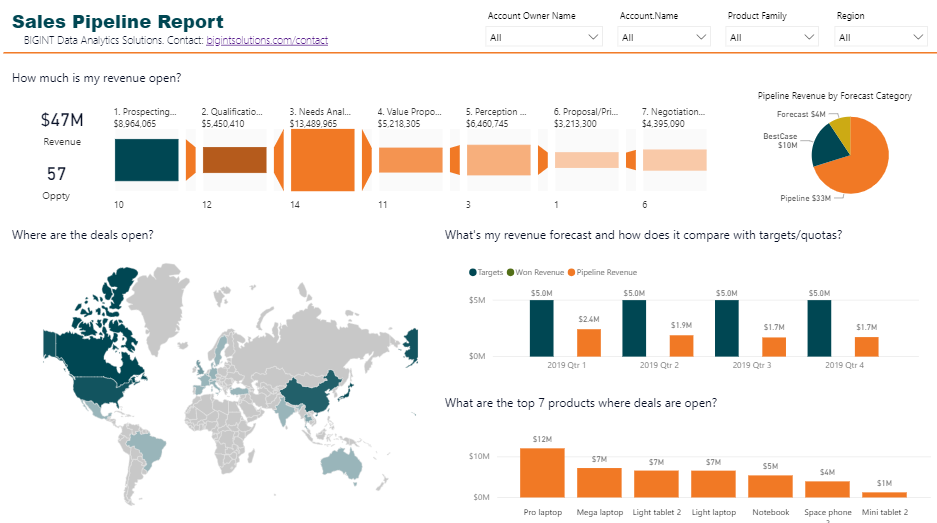 Sales Pipeline Report
BIGINT Data Analytics Solutions. Contact: bigintsolutions.com/contact
Account Owner Name
All
Account.Name
All
Product Family
All
Region
All
How much is my revenue open?
$47M
Revenue
57
Oppty
1. Prospecting...
$8,964,065
10
2. Qualificatio...
$5,450,410
12
3. Needs Anal...
$13,489,965
14
4. Value Propo...
$5,218,305
11
5. Perception ...
$6,460,745
3
6. Proposal/Pri...
$3,213,300
1
7. Negotiation...
$4,395,090
6
Pipeline Revenue by Forecast Category
Forecast $4M
BestCase
$10M
Pipeline $33M
Where are the deals open?
What's my revenue forecast and how does it compare with targets/quotas?
Targets Won Revenue Pipeline Revenue
$5M
$0M
$5.0M
$2.4M
$5.0M
$1.9M
$5.0M
$1.7M
$5.0M
$1.7M
2019 Qtr 1
2019 Qtr 2
2019 Qtr 3
2019 Qtr 4
What are the top 7 products where deals are open?
$10M
$0M
$12M
$7M
$7M
$7M
$5M
$4M
$1M
Pro laptop
Mega laptop
Light tablet 2
Light laptop
Notebook
Space phone
Mini tablet 2